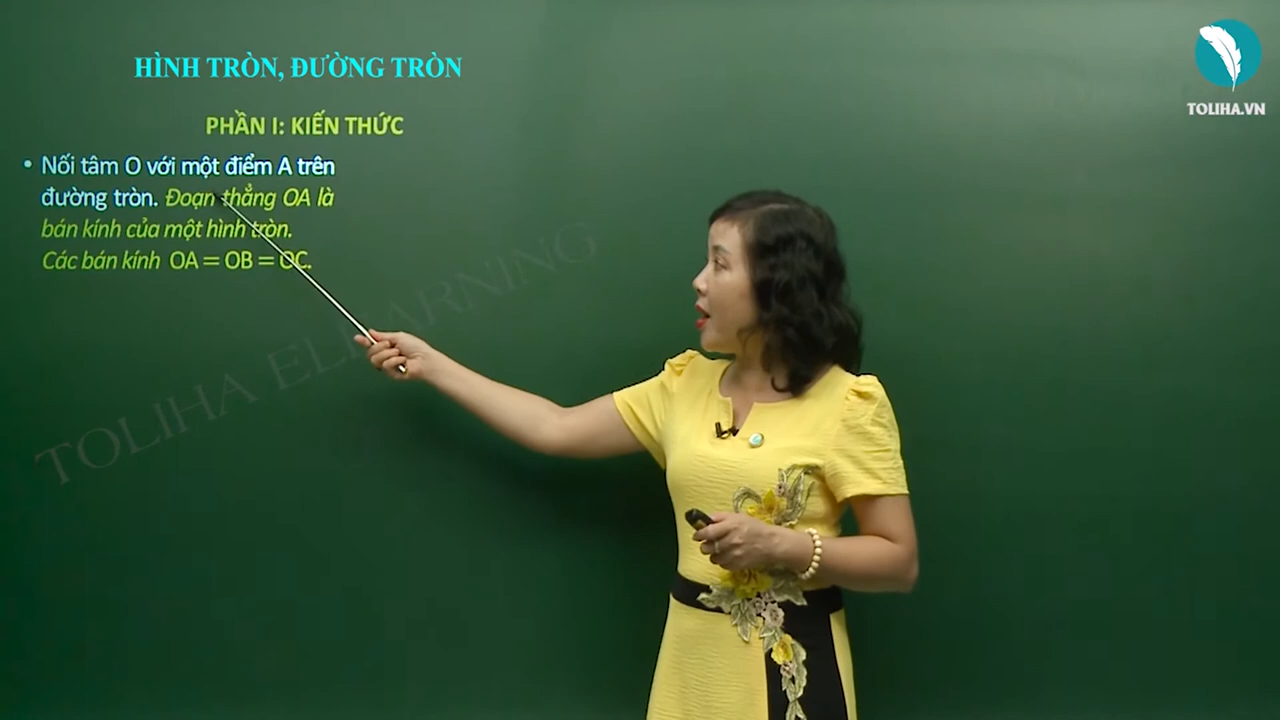 HÌNH TRÒN, ĐƯỜNG TRÒN
TOLIHA.VN
PHẦN I: KIẾN THỨC
• Nối tâm O với một điểm A trên
đường tròn. Đoạn thẳng OA là
bán kính của một hình tròn.
Các bán kính OA = OB = OC.
TOLIHA ELEARNING